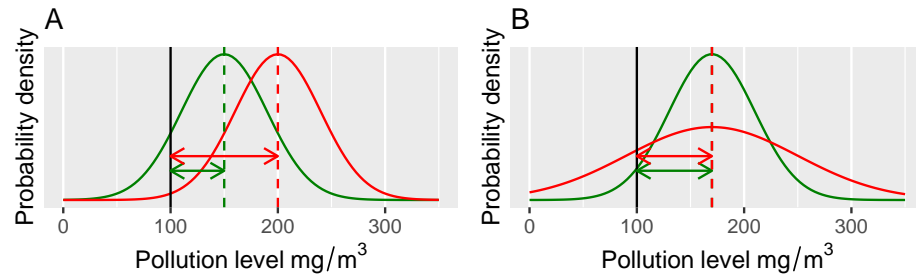 A
Probability density
0 100 200 300
Pollution level mg/m³
B
Probability density
0 100 200 300
Pollution level mg/m³